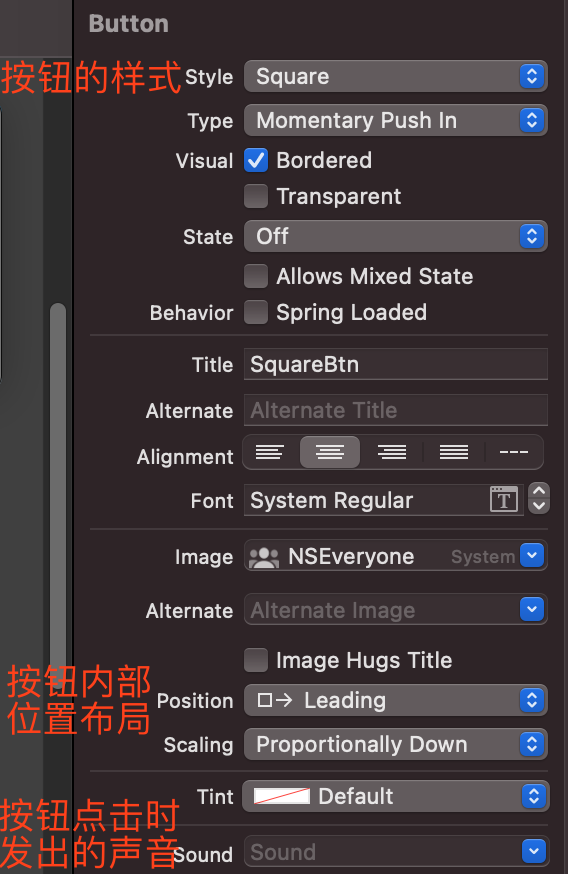 Button
按钮的样式 Style Square
Type Momentary Push In
Visual Bordered
Transparent
State Off
Allows Mixed State
Behavior Spring Loaded
Title SquareBtn
Alternate Alternate Title
Alignment
Font System Regular T
Image NSEveryone System
Alternate Alternate Image
Image Hugs Title
按钮内部
位置布局
Position Leading
Scaling Proportionally Down
Tint Default
按钮点击时
发出的声音
Sound Sound